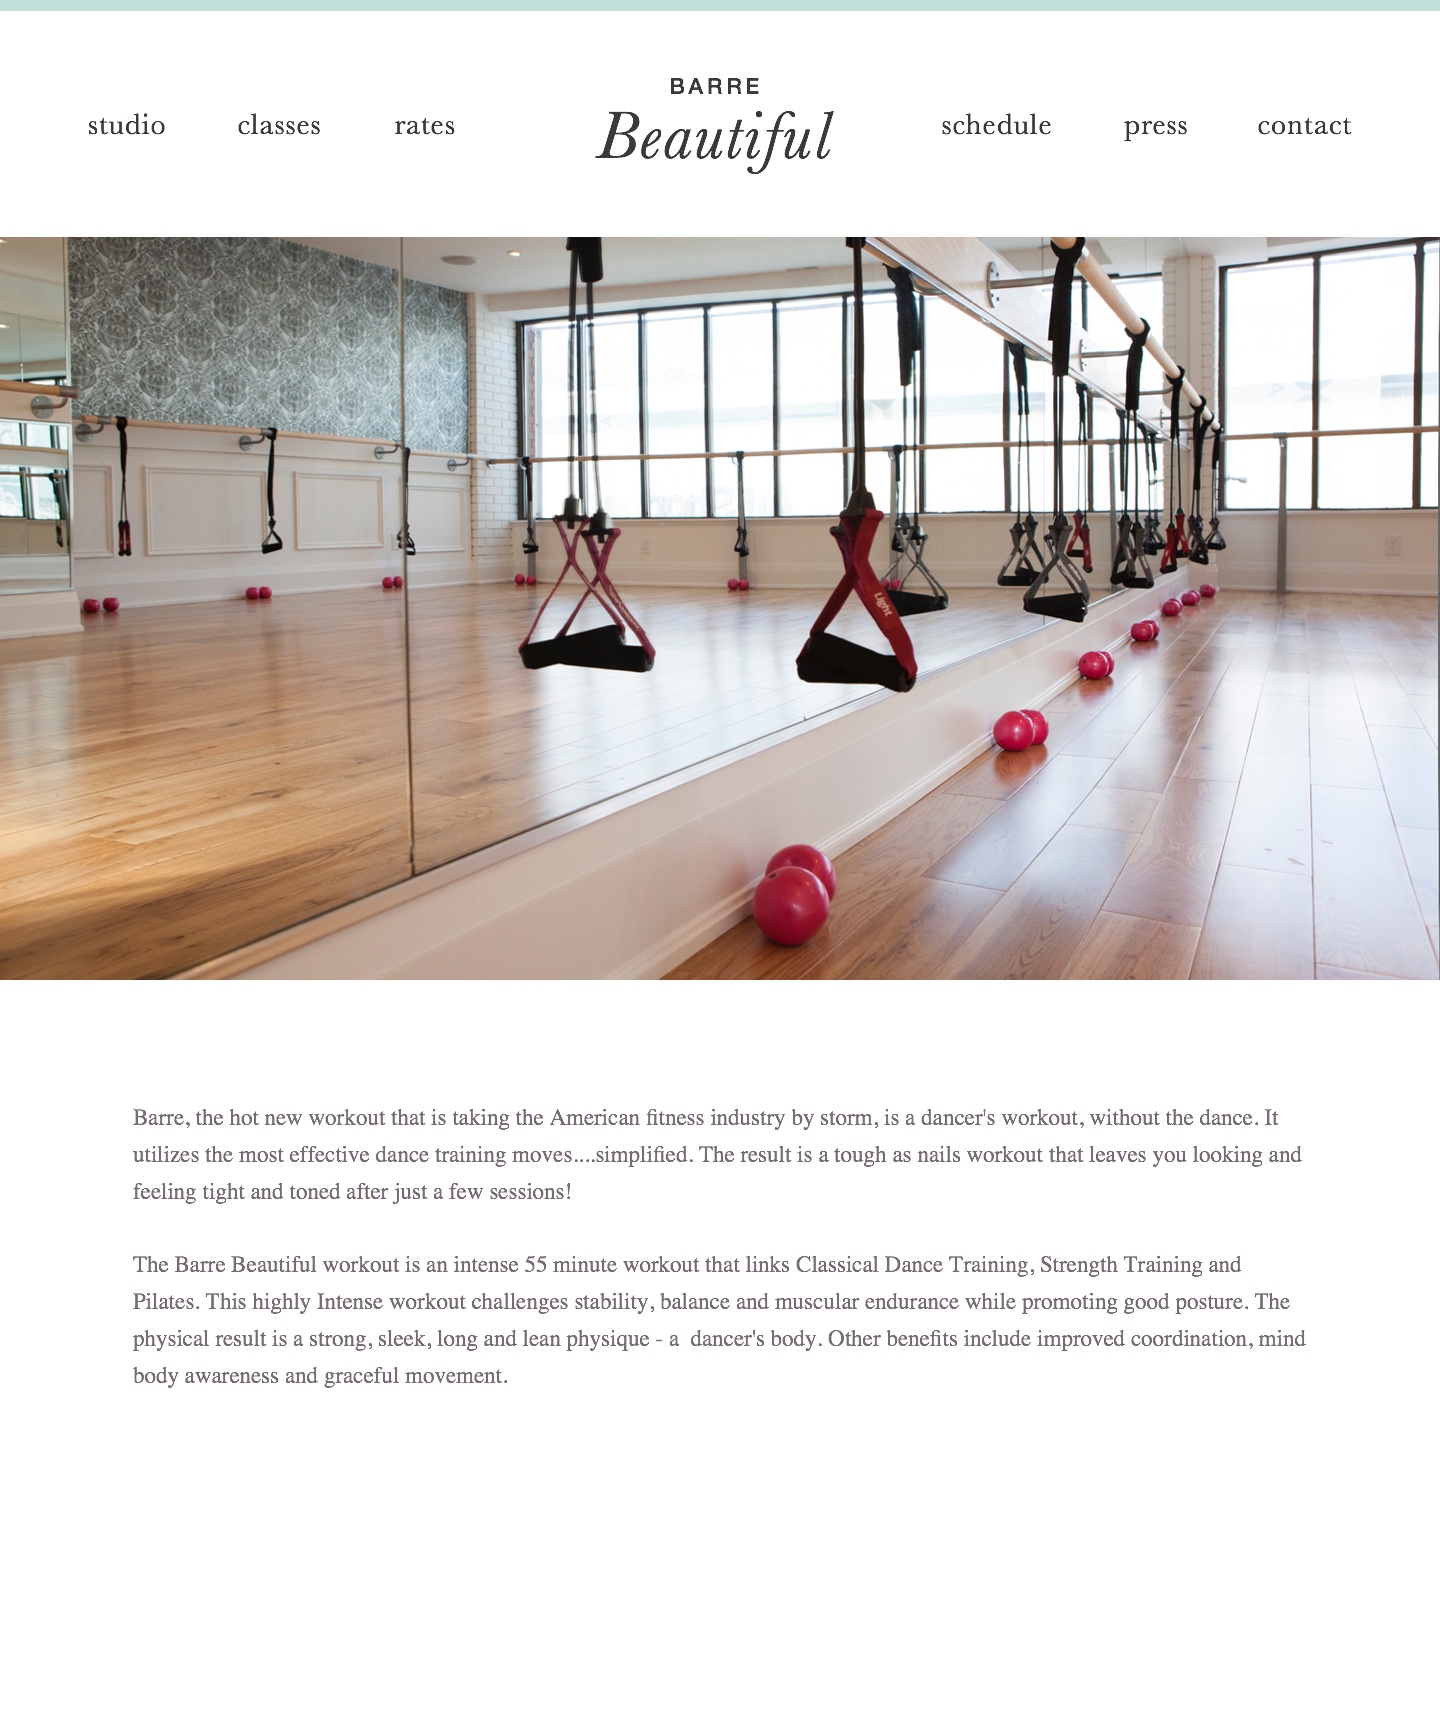 BARRE
studio classes rates Beautiful schedule press contact
Light
Barre, the hot new workout that is taking the American fitness industry by storm, is a dancer's workout, without the dance. It
utilizes the most effective dance training moves....simplified. The result is a tough as nails workout that leaves you looking and
feeling tight and toned after just a few sessions!
The Barre Beautiful workout is an intense 55 minute workout that links Classical Dance Training, Strength Training and
Pilates. This highly Intense workout challenges stability, balance and muscular endurance while promoting good posture. The
physical result is a strong, sleek, long and lean physique - a  dancer's body. Other benefits include improved coordination, mind
body awareness and graceful movement.